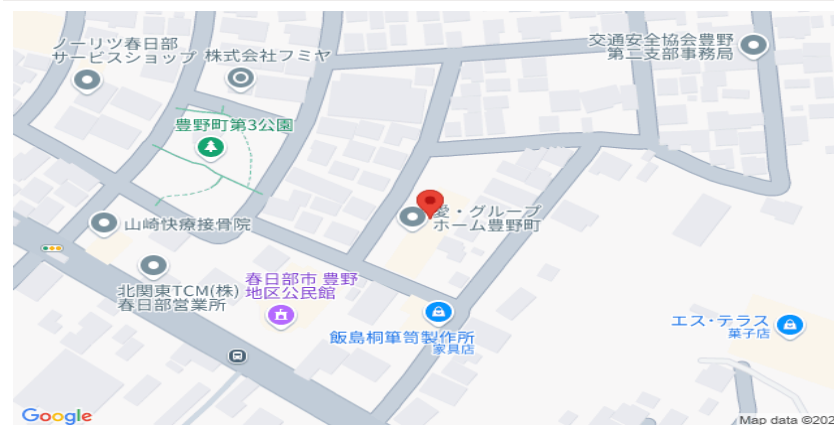 ノーリツ春日部
サービスショップ
株式会社フミヤ
交通安全協会豊野
第二支部事務局
豊野町第3公園
愛・グループ
ホーム豊野町
山崎快療接骨院
北関東TCM(株)
春日部営業所
春日部市 豊野
地区公民館
飯島桐箪笥製作所
家具店
エス・テラス
菓子店
Google
Map data ©202